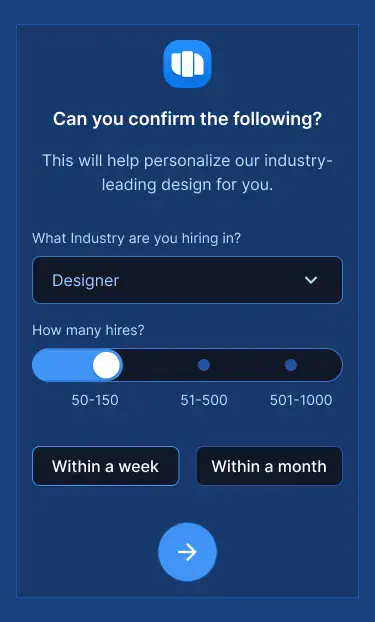 Can you confirm the following?
This will help personalize our industry-
leading design for you.
What Industry are you hiring in?
Designer
How many hires?
50-150
51-500
501-1000
Within a week
Within a month